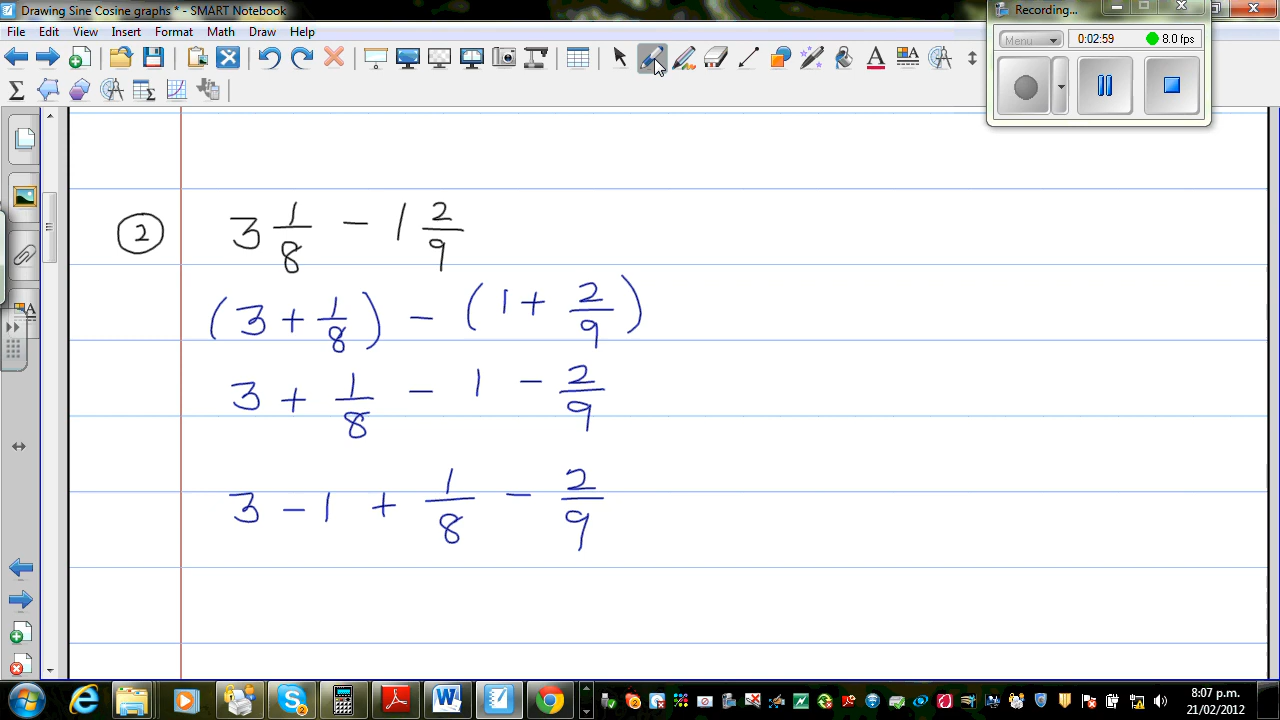 Drawing Sine Cosine graphs * - SMART Notebook
Recording...
File Edit View Insert Format Math Draw Help
Menu 0:02:59 8.0 fps
2 3 1/8 - 1 2/9
(3 + 1/8) - (1 + 2/9)
3 + 1/8 - 1 - 2/9
3 - 1 + 1/8 - 2/9
8:07 p.m.
21/02/2012